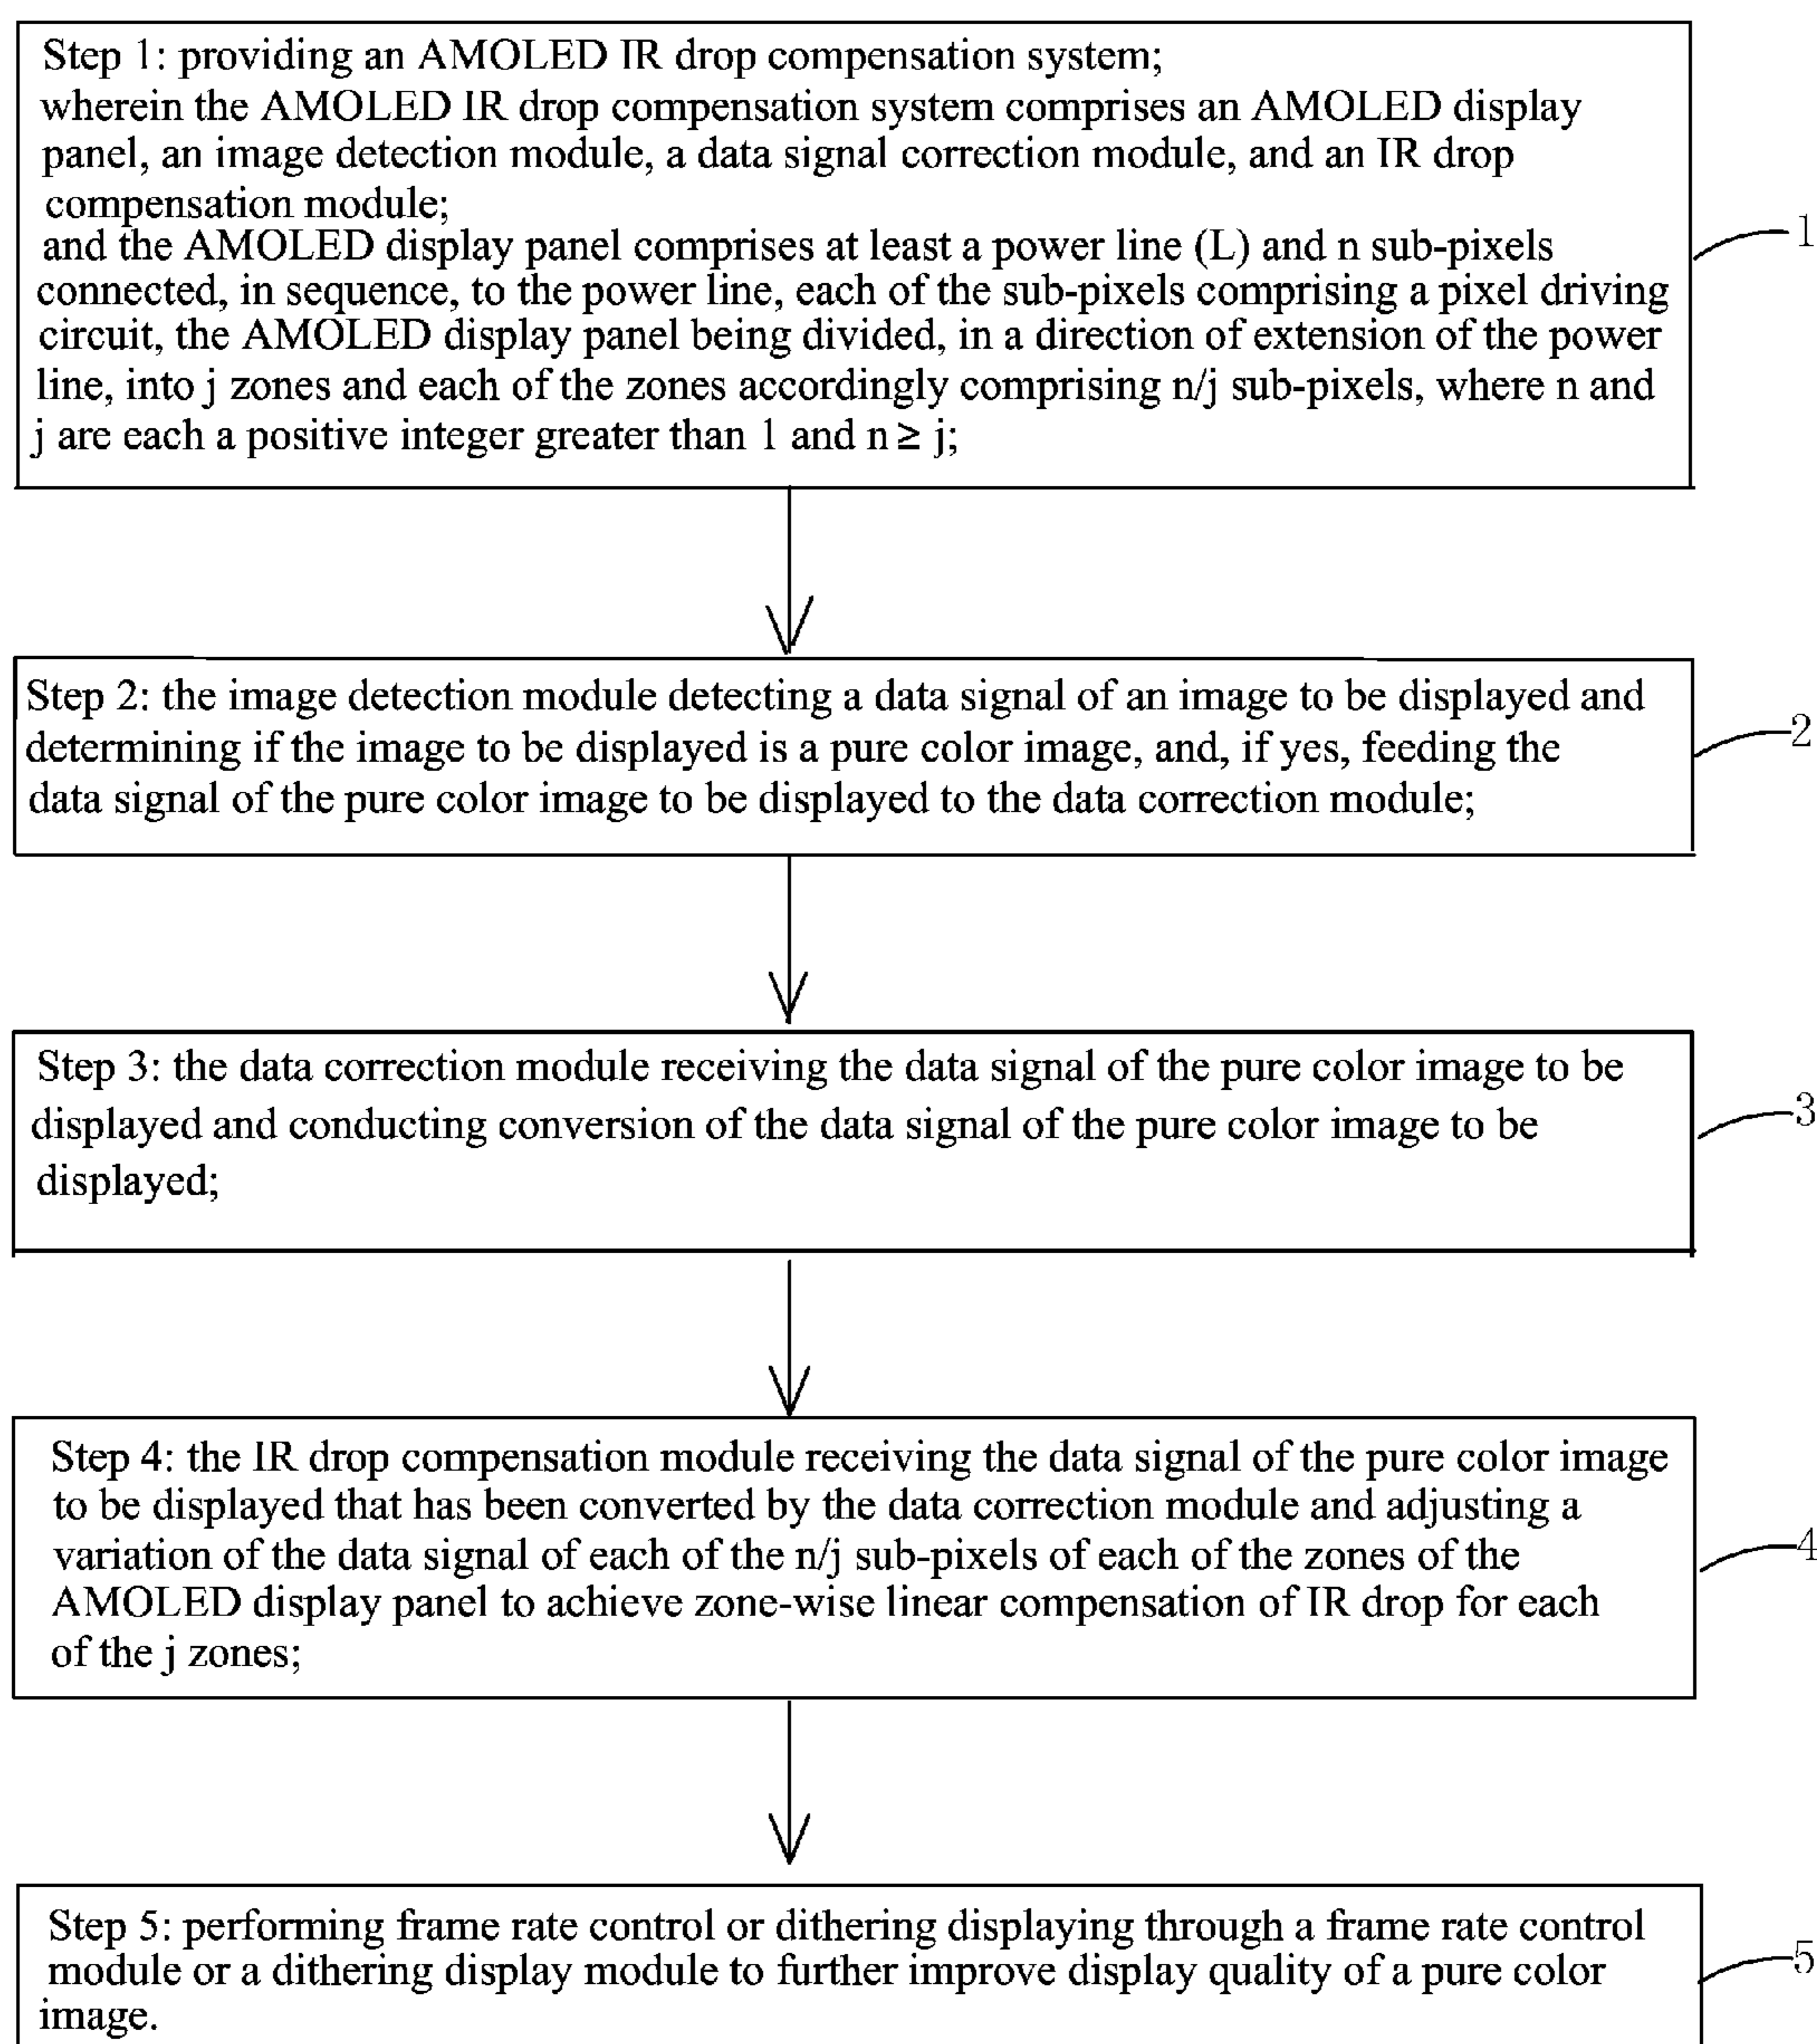 Step 1: providing an AMOLED IR drop compensation system;
wherein the AMOLED IR drop compensation system comprises an AMOLED display
panel, an image detection module, a data signal correction module, and an IR drop
compensation module;
and the AMOLED display panel comprises at least a power line (L) and n sub-pixels
connected, in sequence, to the power line, each of the sub-pixels comprising a pixel driving
circuit, the AMOLED display panel being divided, in a direction of extension of the power
line, into j zones and each of the zones accordingly comprising n/j sub-pixels, where n and
j are each a positive integer greater than 1 and n ≥ j;
1
Step 2: the image detection module detecting a data signal of an image to be displayed and
determining if the image to be displayed is a pure color image, and, if yes, feeding the
data signal of the pure color image to be displayed to the data correction module;
2
Step 3: the data correction module receiving the data signal of the pure color image to be
displayed and conducting conversion of the data signal of the pure color image to be
displayed;
3
Step 4: the IR drop compensation module receiving the data signal of the pure color image
to be displayed that has been converted by the data correction module and adjusting a
variation of the data signal of each of the n/j sub-pixels of each of the zones of the
AMOLED display panel to achieve zone-wise linear compensation of IR drop for each
of the j zones;
4
Step 5: performing frame rate control or dithering displaying through a frame rate control
module or a dithering display module to further improve display quality of a pure color
image.
5